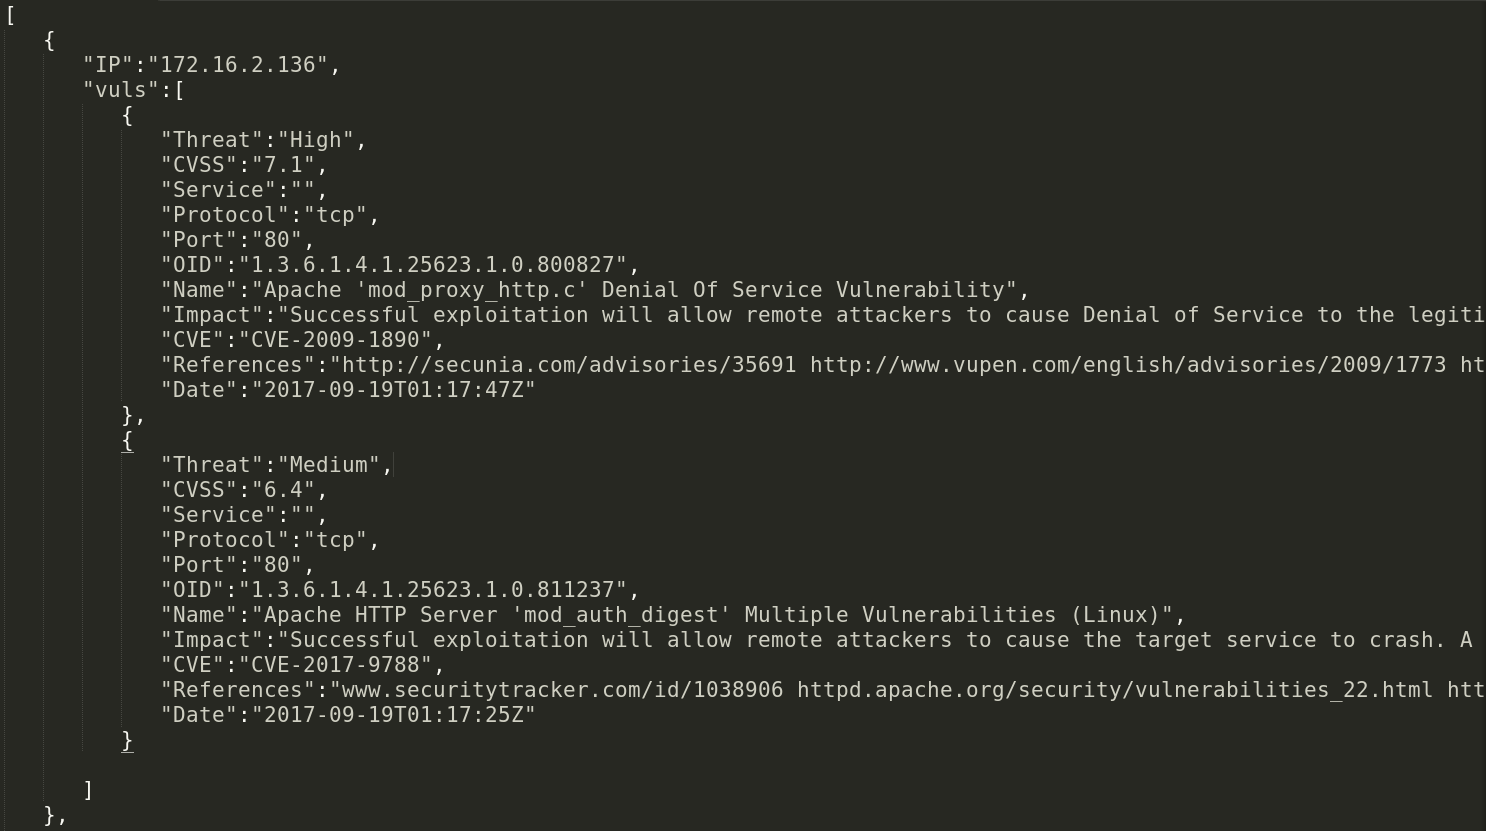 [
{
"IP":"172.16.2.136",
"vuls":[
{
"Threat":"High",
"CVSS":"7.1",
"Service":"",
"Protocol":"tcp",
"Port":"80",
"OID":"1.3.6.1.4.1.25623.1.0.800827",
"Name":"Apache 'mod_proxy_http.c' Denial Of Service Vulnerability",
"Impact":"Successful exploitation will allow remote attackers to cause Denial of Service to the legiti
"CVE":"CVE-2009-1890",
"References":"http://secunia.com/advisories/35691 http://www.vupen.com/english/advisories/2009/1773 ht
"Date":"2017-09-19T01:17:47Z"
},
{
"Threat":"Medium",
"CVSS":"6.4",
"Service":"",
"Protocol":"tcp",
"Port":"80",
"OID":"1.3.6.1.4.1.25623.1.0.811237",
"Name":"Apache HTTP Server 'mod_auth_digest' Multiple Vulnerabilities (Linux)",
"Impact":"Successful exploitation will allow remote attackers to cause the target service to crash. A
"CVE":"CVE-2017-9788",
"References":"www.securitytracker.com/id/1038906 httpd.apache.org/security/vulnerabilities_22.html htt
"Date":"2017-09-19T01:17:25Z"
}
]
},